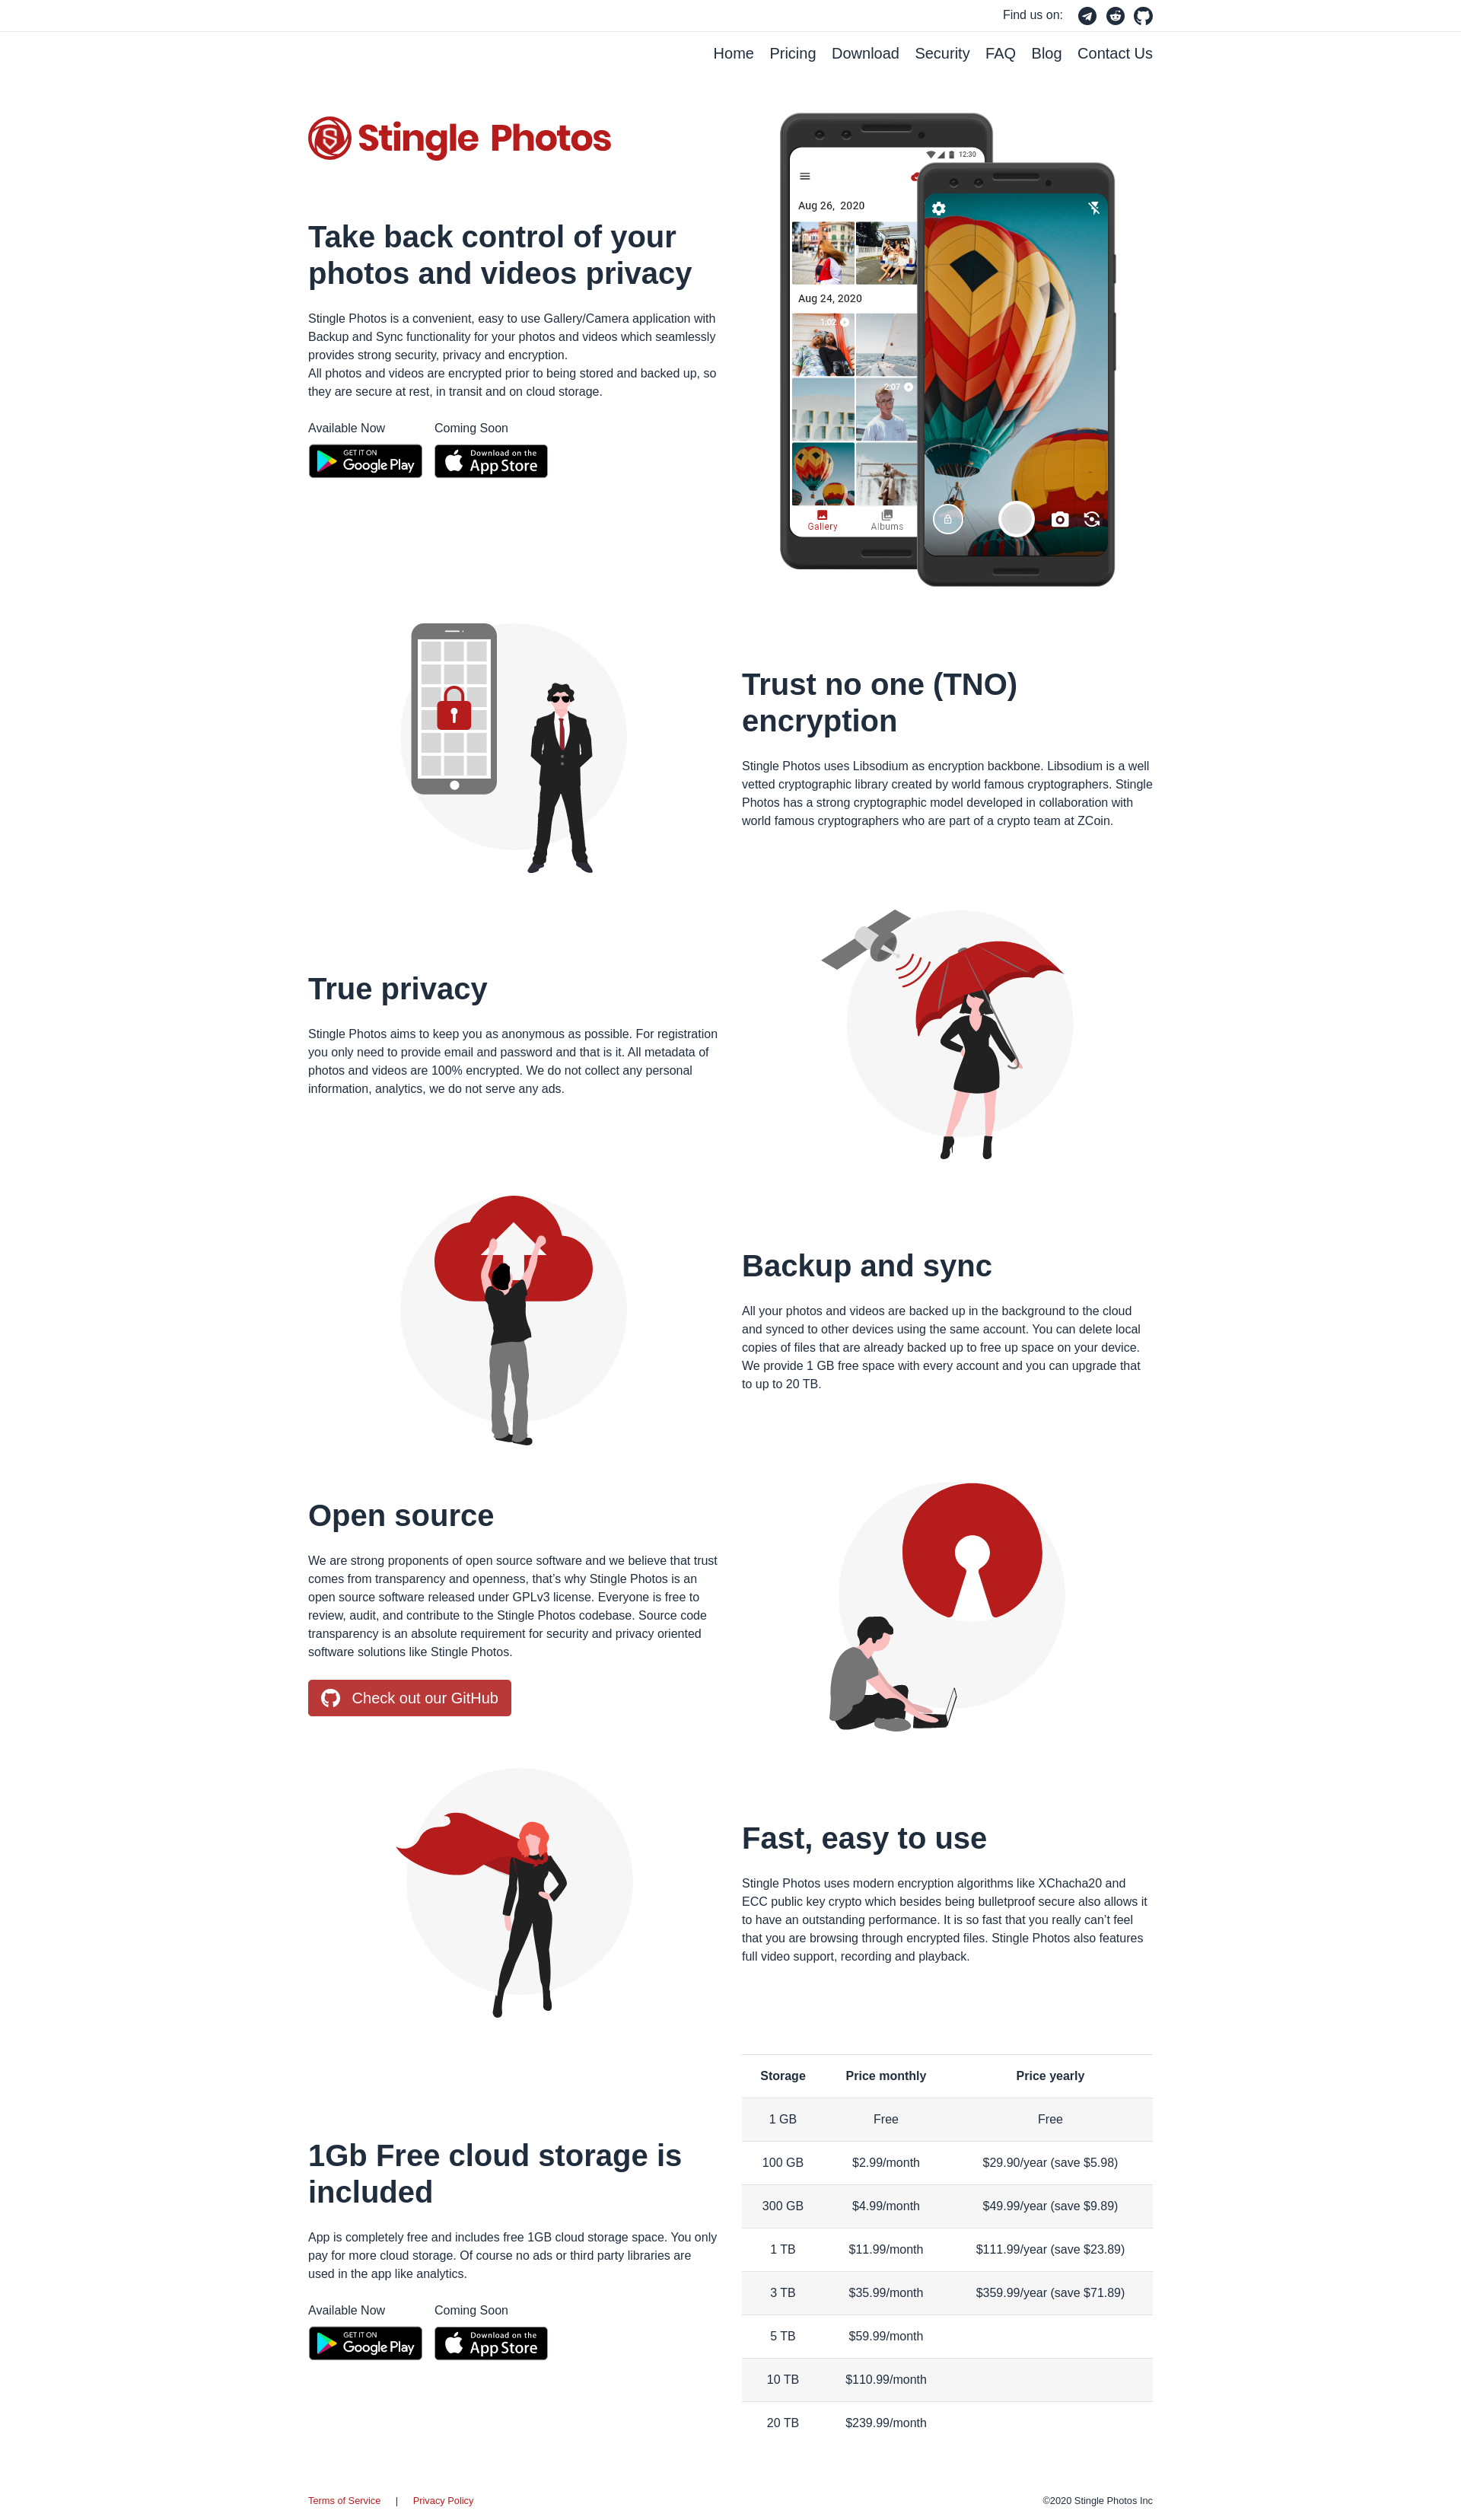 Find us on:
Home Pricing Download Security FAQ Blog Contact Us
Stingle Photos
Take back control of your
photos and videos privacy
Stingle Photos is a convenient, easy to use Gallery/Camera application with
Backup and Sync functionality for your photos and videos which seamlessly
provides strong security, privacy and encryption.
All photos and videos are encrypted prior to being stored and backed up, so
they are secure at rest, in transit and on cloud storage.
Available Now
Coming Soon
GET IT ON
Google Play
Download on the
App Store
12:30
Aug 26, 2020
Aug 24, 2020
1:02
2:07
Gallery
Albums
Trust no one (TNO)
encryption
Stingle Photos uses Libsodium as encryption backbone. Libsodium is a well
vetted cryptographic library created by world famous cryptographers. Stingle
Photos has a strong cryptographic model developed in collaboration with
world famous cryptographers who are part of a crypto team at ZCoin.
True privacy
Stingle Photos aims to keep you as anonymous as possible. For registration
you only need to provide email and password and that is it. All metadata of
photos and videos are 100% encrypted. We do not collect any personal
information, analytics, we do not serve any ads.
Backup and sync
All your photos and videos are backed up in the background to the cloud
and synced to other devices using the same account. You can delete local
copies of files that are already backed up to free up space on your device.
We provide 1 GB free space with every account and you can upgrade that
to up to 20 TB.
Open source
We are strong proponents of open source software and we believe that trust
comes from transparency and openness, that's why Stingle Photos is an
open source software released under GPLv3 license. Everyone is free to
review, audit, and contribute to the Stingle Photos codebase. Source code
transparency is an absolute requirement for security and privacy oriented
software solutions like Stingle Photos.
Check out our GitHub
Fast, easy to use
Stingle Photos uses modern encryption algorithms like XChacha20 and
ECC public key crypto which besides being bulletproof secure also allows it
to have an outstanding performance. It is so fast that you really can't feel
that you are browsing through encrypted files. Stingle Photos also features
full video support, recording and playback.
1Gb Free cloud storage is
included
App is completely free and includes free 1GB cloud storage space. You only
pay for more cloud storage. Of course no ads or third party libraries are
used in the app like analytics.
Available Now
Coming Soon
GET IT ON
Google Play
Download on the
App Store
Storage Price monthly Price yearly
1 GB Free Free
100 GB $2.99/month $29.90/year (save $5.98)
300 GB $4.99/month $49.99/year (save $9.89)
1 TB $11.99/month $111.99/year (save $23.89)
3 TB $35.99/month $359.99/year (save $71.89)
5 TB $59.99/month
10 TB $110.99/month
20 TB $239.99/month
Terms of Service | Privacy Policy
©2020 Stingle Photos Inc